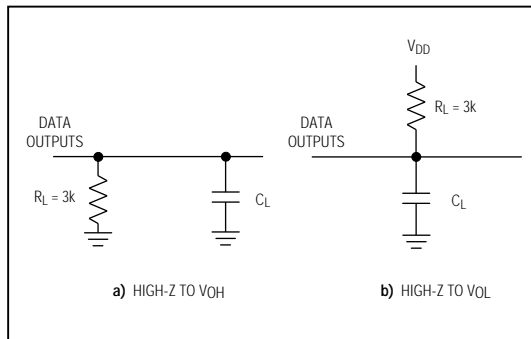 DATA
OUTPUTS
RL = 3k
CL
a) HIGH-Z TO VOH
VDD
RL = 3k
DATA
OUTPUTS
CL
b) HIGH-Z TO VOL